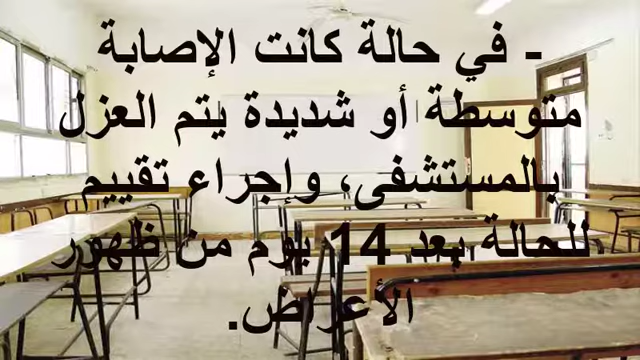 - في حالة كانت الإصابة
متوسطة أو شديدة يتم العزل
بالمستشفى، وإجراء تقييم
للحالة بعد 14 يوم من ظهور
الأعراض.